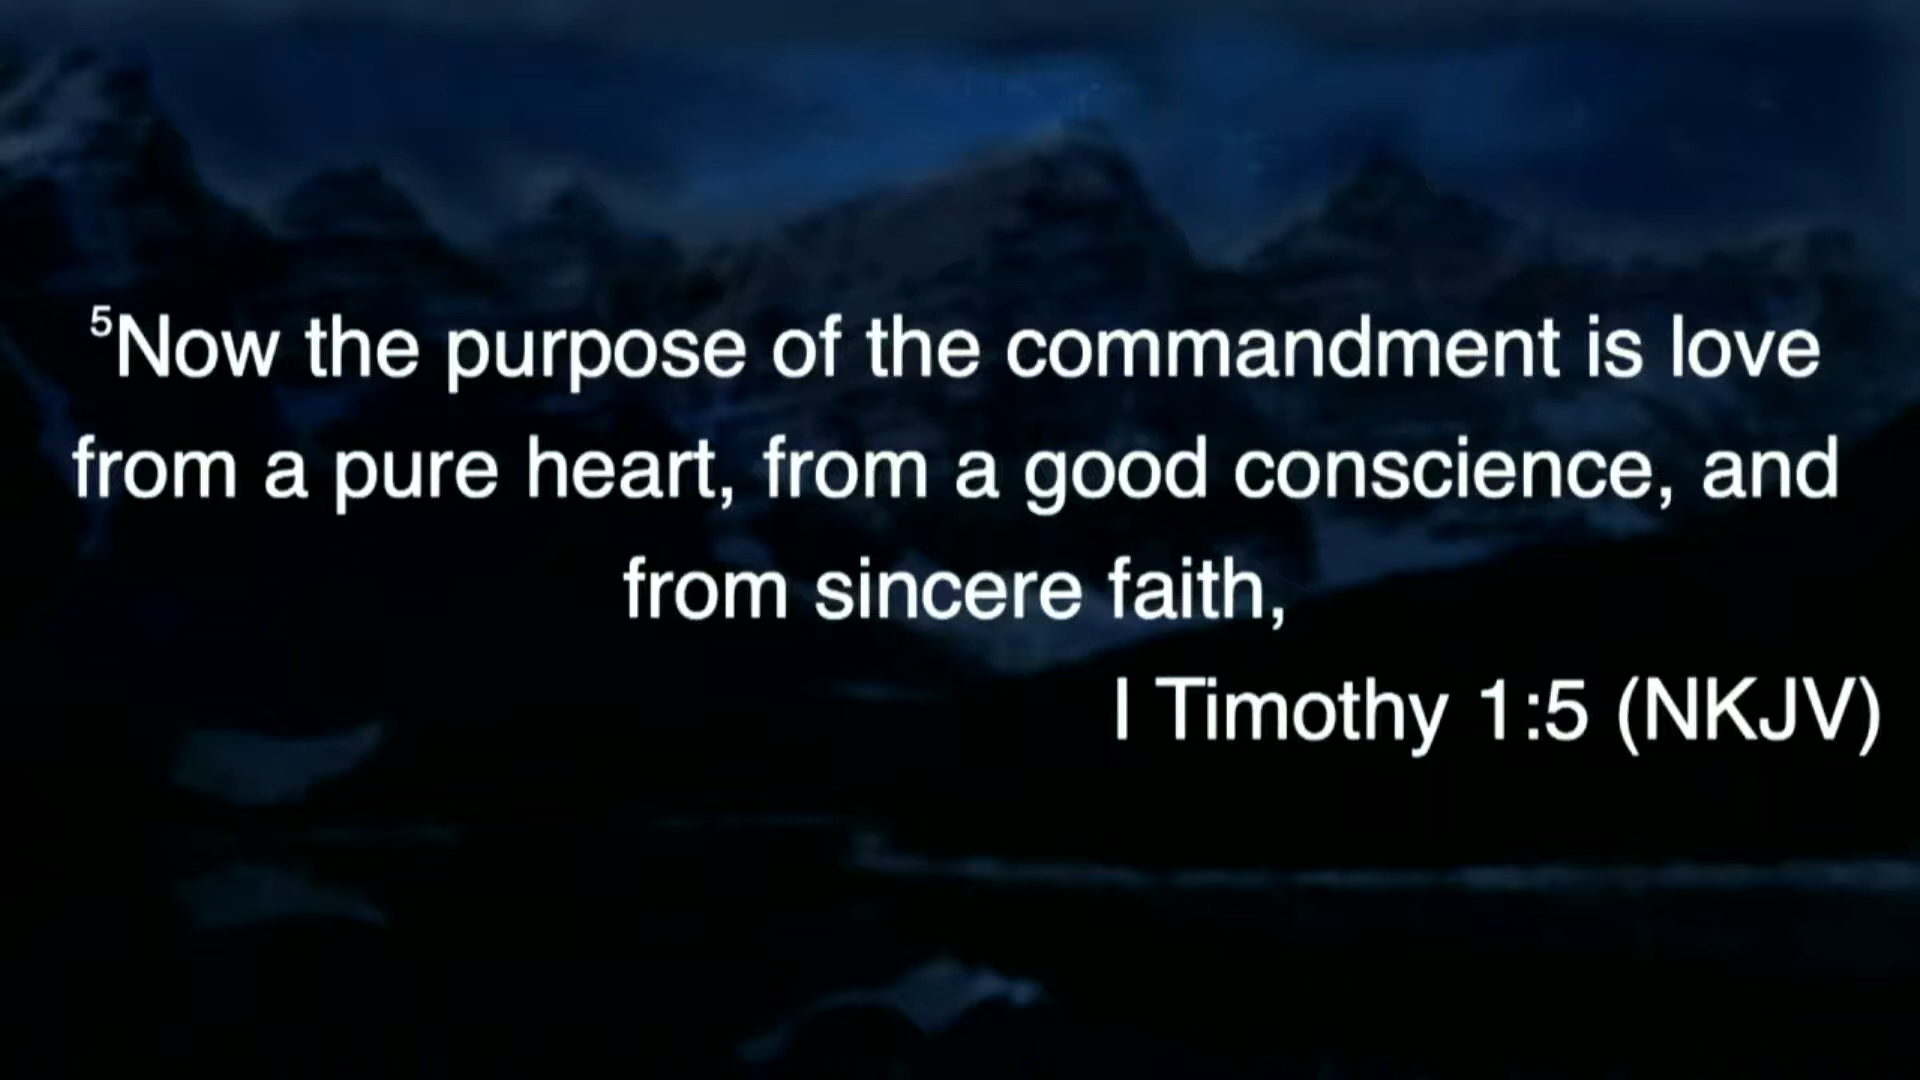 ⁵Now the purpose of the commandment is love
from a pure heart, from a good conscience, and
from sincere faith,
I Timothy 1:5 (NKJV)